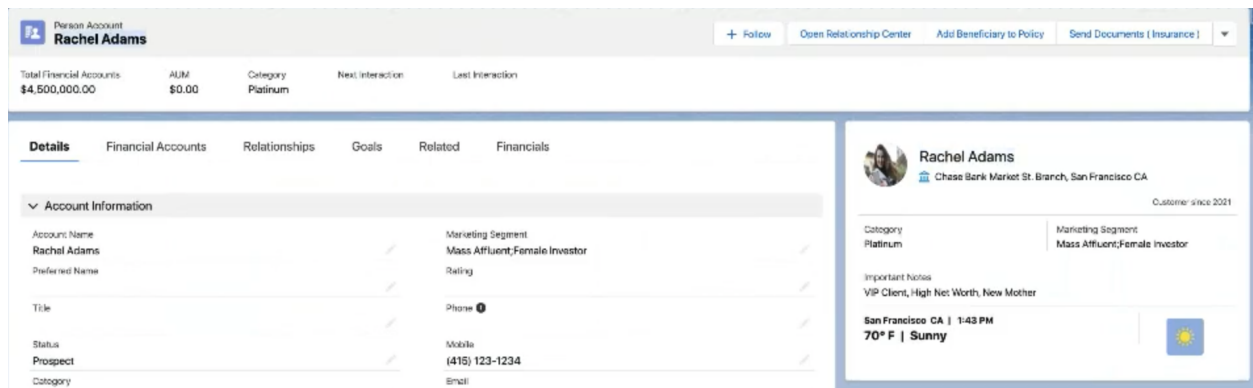 Person Account
Rachel Adams
+ Follow
Open Relationship Center
Add Beneficiary to Policy
Send Documents ( Insurance )
Total Financial Accounts
AUM
Category
Next Interaction
Last Interaction
$4,500,000.00
$0.00
Platinum
Details
Financial Accounts
Relationships
Goals
Related
Financials
Account Information
Account Name
Rachel Adams
Marketing Segment
Mass Affluent;Female Investor
Preferred Name
Rating
Title
Phone
Status
Prospect
Mobile
(415) 123-1234
Category
Email
Rachel Adams
Chase Bank Market St. Branch, San Francisco CA
Customer since 2021
Category
Platinum
Marketing Segment
Mass Affluent;Female Investor
Important Notes
VIP Client, High Net Worth, New Mother
San Francisco CA | 1:43 PM
70° F | Sunny